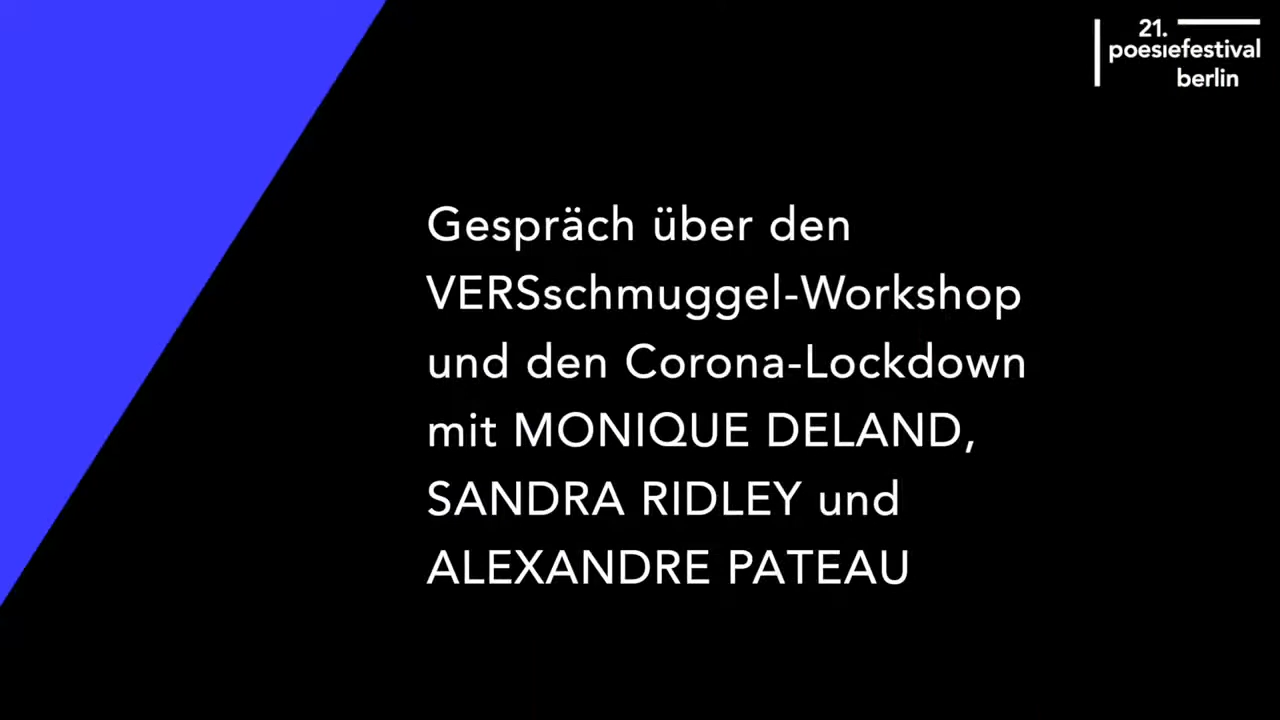 21.
poesiefestival
berlin
Gespräch über den
VERSschmuggel-Workshop
und den Corona-Lockdown
mit MONIQUE DELAND,
SANDRA RIDLEY und
ALEXANDRE PATEAU